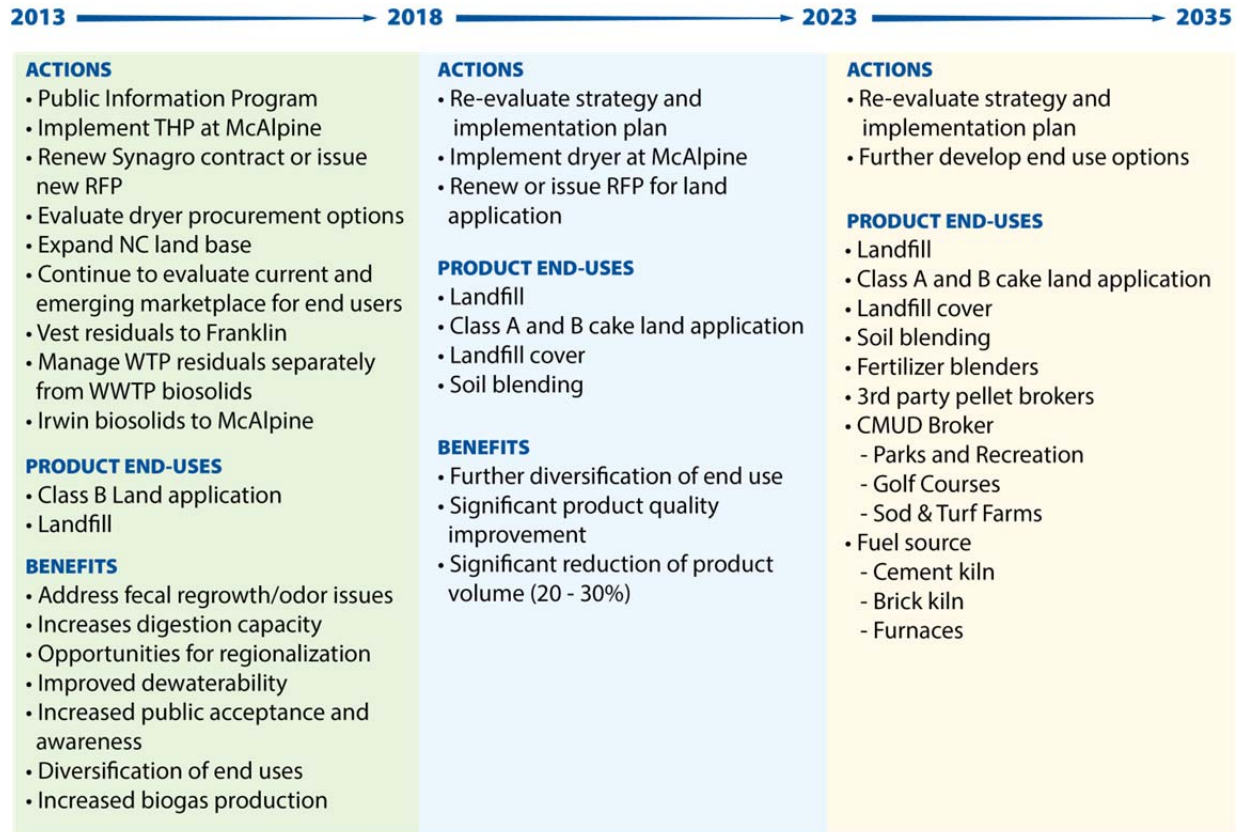 2013 2018 2023 2035
ACTIONS
• Public Information Program
• Implement THP at McAlpine
• Renew Synagro contract or issue
new RFP
• Evaluate dryer procurement options
• Expand NC land base
• Continue to evaluate current and
emerging marketplace for end users
• Vest residuals to Franklin
• Manage WTP residuals separately
from WWTP biosolids
• Irwin biosolids to McAlpine
PRODUCT END-USES
• Class B Land application
• Landfill
BENEFITS
• Address fecal regrowth/odor issues
• Increases digestion capacity
• Opportunities for regionalization
• Improved dewaterability
• Increased public acceptance and
awareness
• Diversification of end uses
• Increased biogas production
ACTIONS
• Re-evaluate strategy and
implementation plan
• Implement dryer at McAlpine
• Renew or issue RFP for land
application
PRODUCT END-USES
• Landfill
• Class A and B cake land application
• Landfill cover
• Soil blending
BENEFITS
• Further diversification of end use
• Significant product quality
improvement
• Significant reduction of product
volume (20 - 30%)
ACTIONS
• Re-evaluate strategy and
implementation plan
• Further develop end use options
PRODUCT END-USES
• Landfill
• Class A and B cake land application
• Landfill cover
• Soil blending
• Fertilizer blenders
• 3rd party pellet brokers
• CMUD Broker
- Parks and Recreation
- Golf Courses
- Sod & Turf Farms
• Fuel source
- Cement kiln
- Brick kiln
- Furnaces